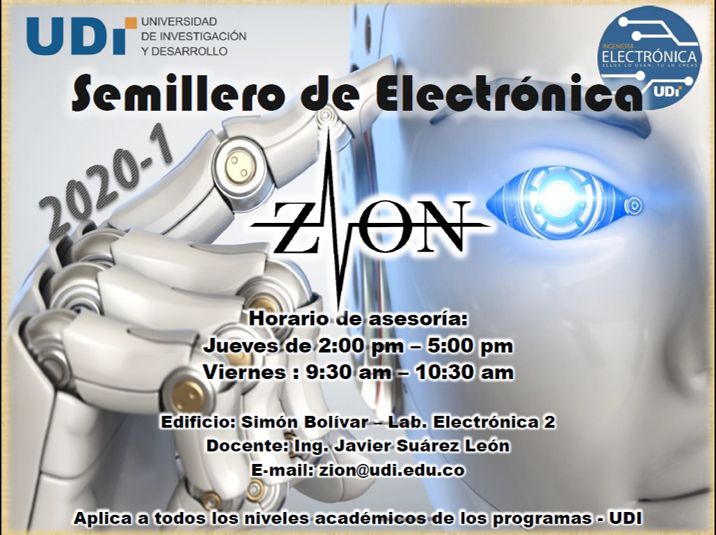 UDi
UNIVERSIDAD
DE INVESTIGACIÓN
Y DESARROLLO
INGENIERÍA
ELECTRÓNICA
ELLOS LO USAN, TU LO CREAS
UDi
Semillero de Electrónica
2020-1
ZION
Horario de asesoría:
Jueves de 2:00 pm – 5:00 pm
Viernes : 9:30 am – 10:30 am
Edificio: Simón Bolívar – Lab. Electrónica 2
Docente: Ing. Javier Suárez León
E-mail: zion@udi.edu.co
Aplica a todos los niveles académicos de los programas - UDI